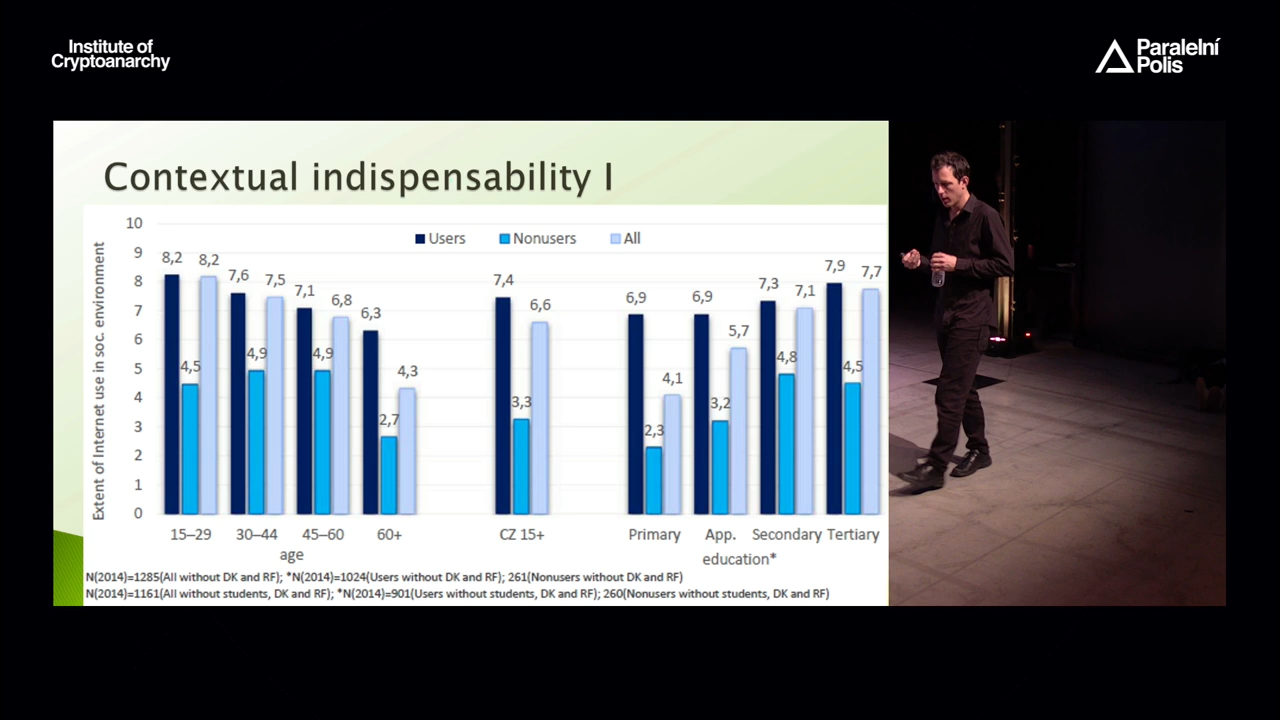 Institute of
Cryptoanarchy
Paralelní
Polis
Contextual indispensability I
Extent of Internet use in soc. environment
10
9
8
7
6
5
4
3
2
1
0
Users Nonusers All
8,2 4,5 8,2
7,6 4,9 7,5
7,1 4,9 6,8
6,3 2,7 4,3
7,4 3,3 6,6
6,9 2,3 4,1
6,9 3,2 5,7
7,3 4,8 7,1
7,9 4,5 7,7
15–29 30–44 45–60 60+ CZ 15+ Primary App. Secondary Tertiary
age education*
N(2014)=1285(All without DK and RF); *N(2014)=1024(Users without DK and RF); 261(Nonusers without DK and RF)
N(2014)=1161(All without students, DK and RF); *N(2014)=901(Users without students, DK and RF); 260(Nonusers without students, DK and RF)